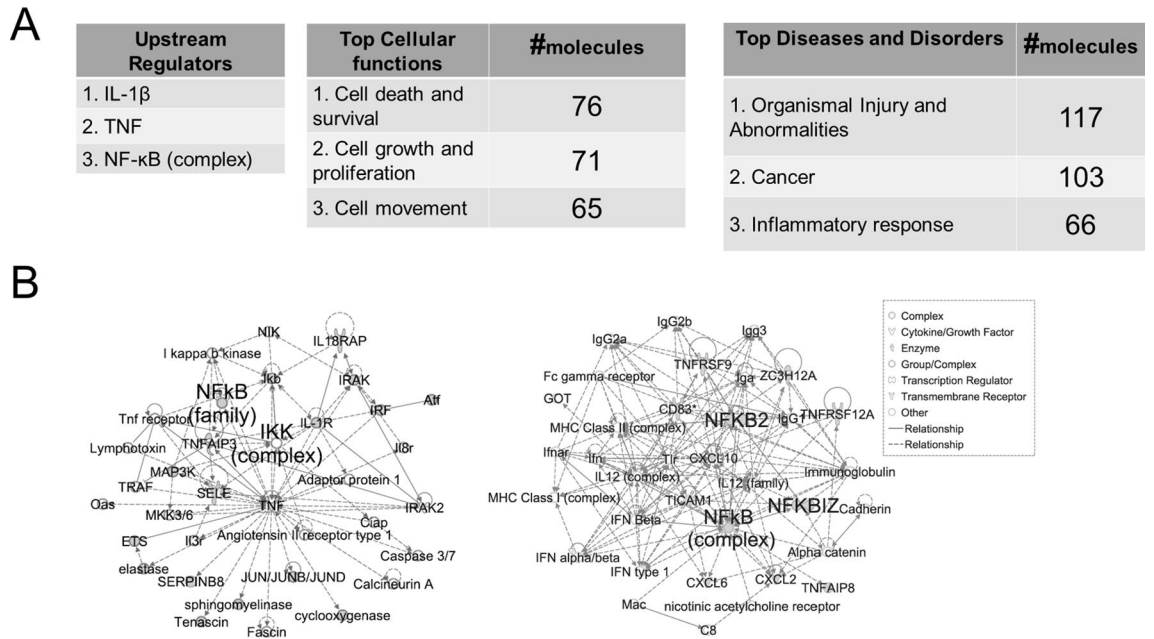 A
Upstream
Regulators
1. IL-1β
2. TNF
3. NF-κB (complex)
Top Cellular
functions
#molecules
1. Cell death and
survival
76
2. Cell growth and
proliferation
71
3. Cell movement
65
Top Diseases and Disorders
#molecules
1. Organismal Injury and
Abnormalities
117
2. Cancer
103
3. Inflammatory response
66
B
NIK
IL18RAP
I kappa b kinase
Ikb
IRAK
NFkB
(family)
Atf
IRF
Tnf receptor
IL-1R
IKK
(complex)
Lymphotoxin
TNFAIP3
Il8r
MAP3K
Adaptor protein 1
TRAF
SELE
Oas
TNF
IRAK2
MKK3/6
Ciap
ETS
Il3r
Angiotensin II receptor type 1
Caspase 3/7
elastase
SERPINB8
JUN/JUNB/JUND
Calcineurin A
sphingomyelinase
cyclooxygenase
Tenascin
Fascin
IgG2b
IgG2a
Igg3
TNFRSF9
Fc gamma receptor
Iga
ZC3H12A
GOT
CD83*
NFKB2
IgG1
TNFRSF12A
MHC Class II (complex)
Ifnar
Ifn
Tlr
CXCL10
Immunoglobulin
IL12 (complex)
IL12 (family)
MHC Class I (complex)
TICAM1
NFKBIZ
Cadherin
IFN Beta
NFkB
(complex)
IFN alpha/beta
Alpha catenin
IFN type 1
CXCL6
CXCL2
TNFAIP8
Mac
nicotinic acetylcholine receptor
C8
Complex
Cytokine/Growth Factor
Enzyme
Group/Complex
Transcription Regulator
Transmembrane Receptor
Other
Relationship
Relationship